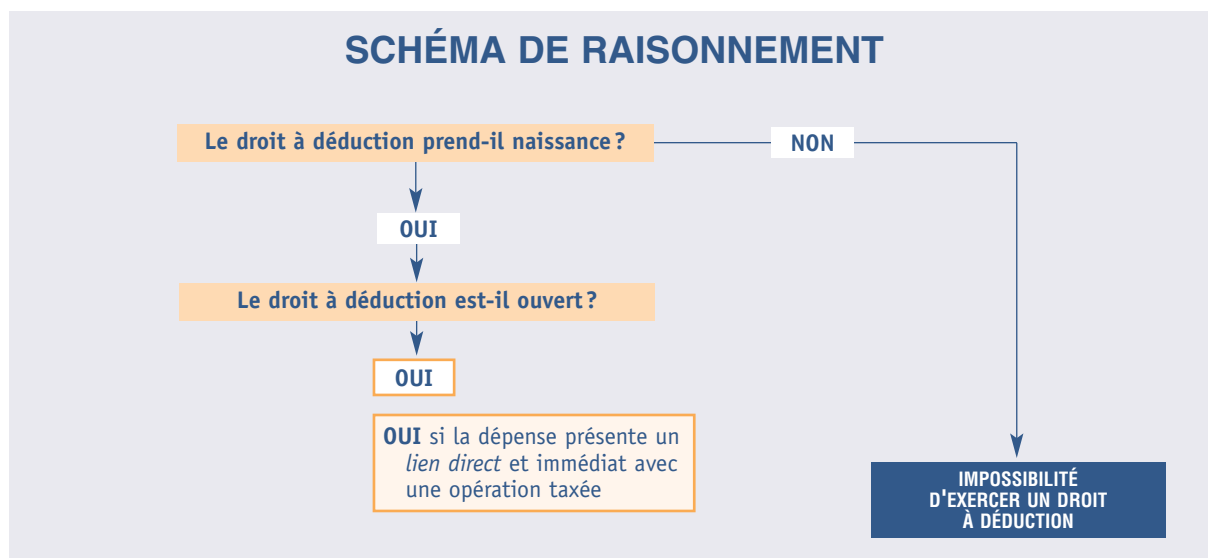 SCHÉMA DE RAISONNEMENT
Le droit à déduction prend-il naissance ?
NON
OUI
Le droit à déduction est-il ouvert ?
OUI
OUI si la dépense présente un
lien direct et immédiat avec
une opération taxée
IMPOSSIBILITÉ
D'EXERCER UN DROIT
À DÉDUCTION